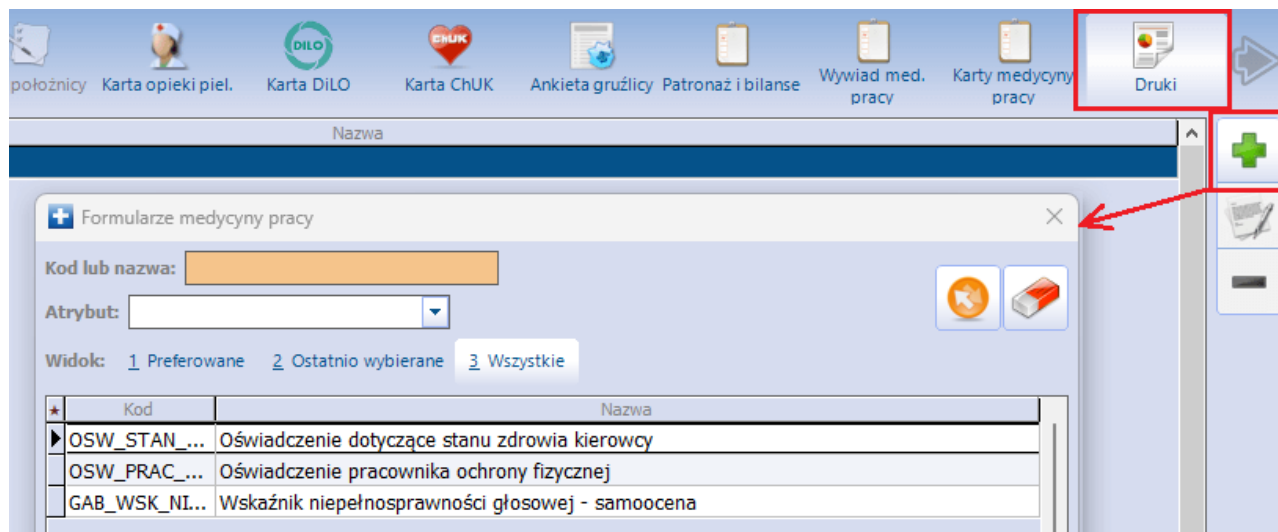 DILO
ChUK
położnicy Karta opieki piel. Karta DiLO Karta ChUK Ankieta gruźlicy Patronaż i bilanse Wywiad med. pracy Karty medycyny pracy Druki
Nazwa
Formularze medycyny pracy
Kod lub nazwa:
Atrybut:
Widok: 1 Preferowane 2 Ostatnio wybierane 3 Wszystkie
Kod Nazwa
OSW_STAN_... Oświadczenie dotyczące stanu zdrowia kierowcy
OSW_PRAC_... Oświadczenie pracownika ochrony fizycznej
GAB_WSK_NI... Wskaźnik niepełnosprawności głosowej - samoocena